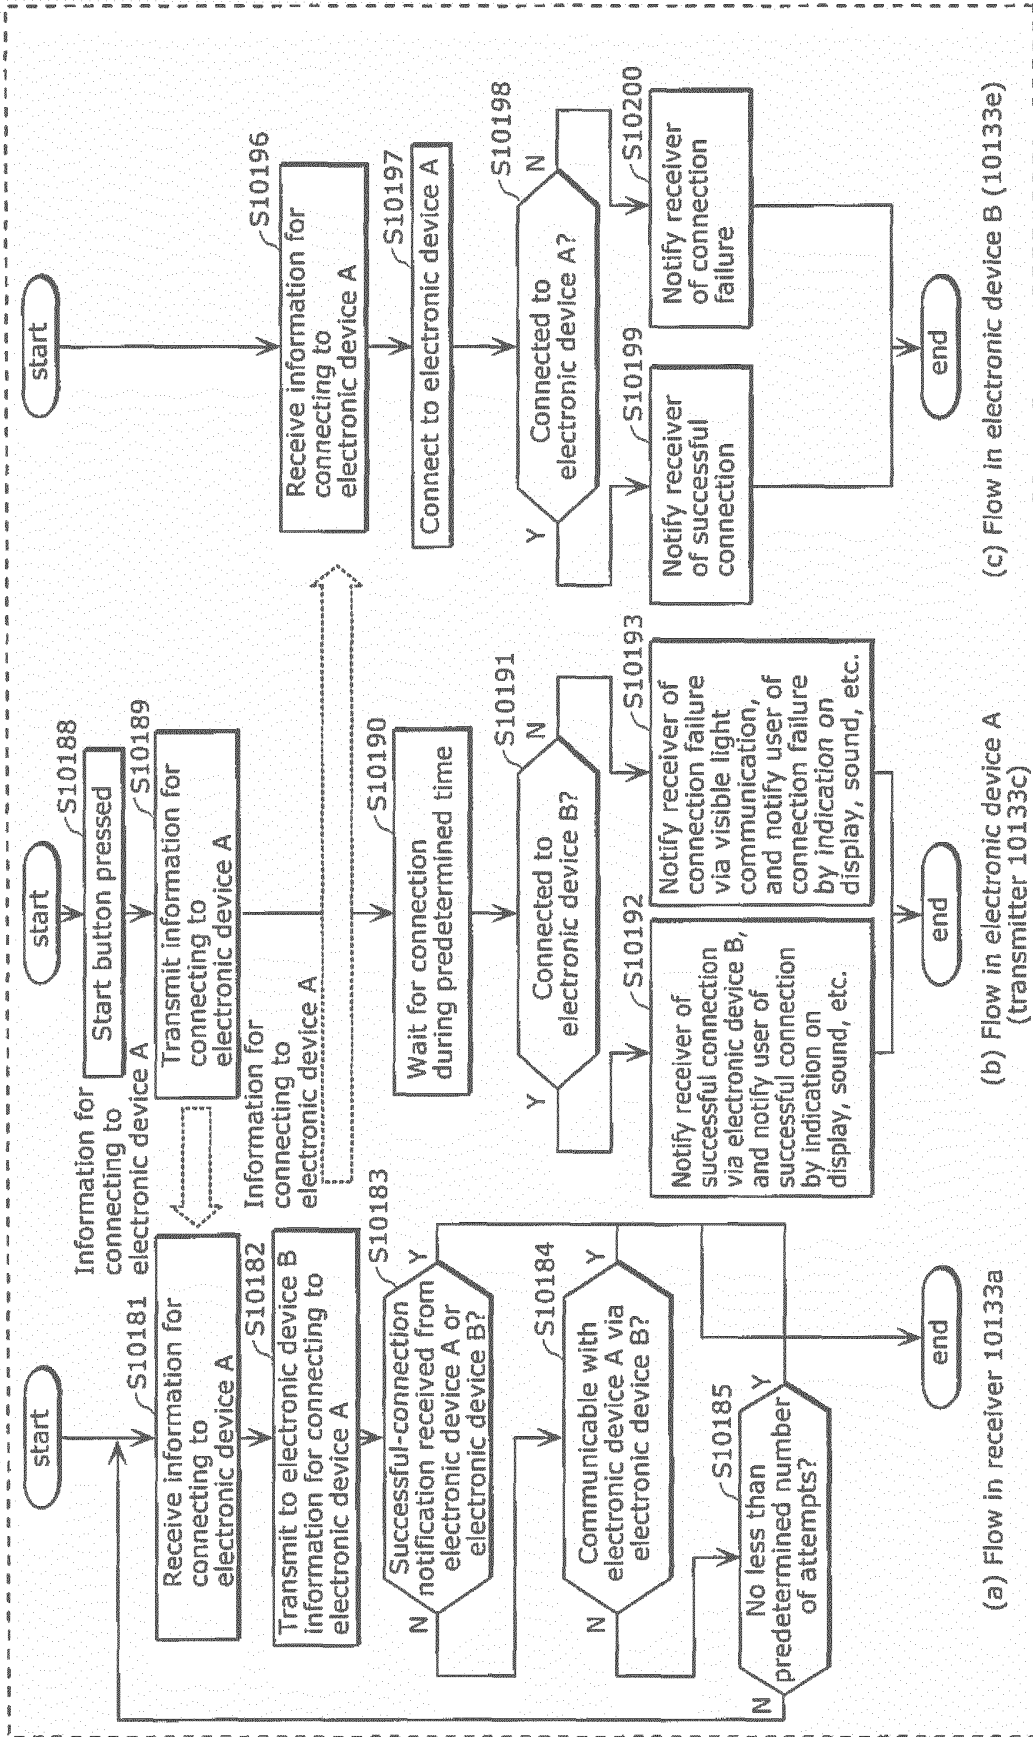 start
S10181
Receive information for
connecting to
electronic device A
S10182
Transmit to electronic device B
information for connecting to
electronic device A
S10183
Successful-connection
notification received from
electronic device A or
electronic device B?
N
Y
S10184
Communicable with
electronic device A via
electronic device B?
N
Y
S10185
No less than
predetermined number
of attempts?
N
Y
end
(a) Flow in receiver 10133a
Information for
connecting to
electronic device A
Information for
connecting to
electronic device A
start
S10188
Start button pressed
S10189
Transmit information for
connecting to
electronic device A
S10190
Wait for connection
during predetermined time
S10191
Connected to
electronic device B?
Y
N
S10192
Notify receiver of
successful connection
via electronic device B,
and notify user of
successful connection
by indication on
display, sound, etc.
S10193
Notify receiver of
connection failure
via visible light
communication,
and notify user of
connection failure
by indication on
display, sound, etc.
end
(b) Flow in electronic device A
(transmitter 10133c)
start
S10196
Receive information for
connecting to
electronic device A
S10197
Connect to electronic device A
S10198
Connected to
electronic device A?
Y
N
S10199
Notify receiver
of successful
connection
S10200
Notify receiver
of connection
failure
end
(c) Flow in electronic device B (10133e)